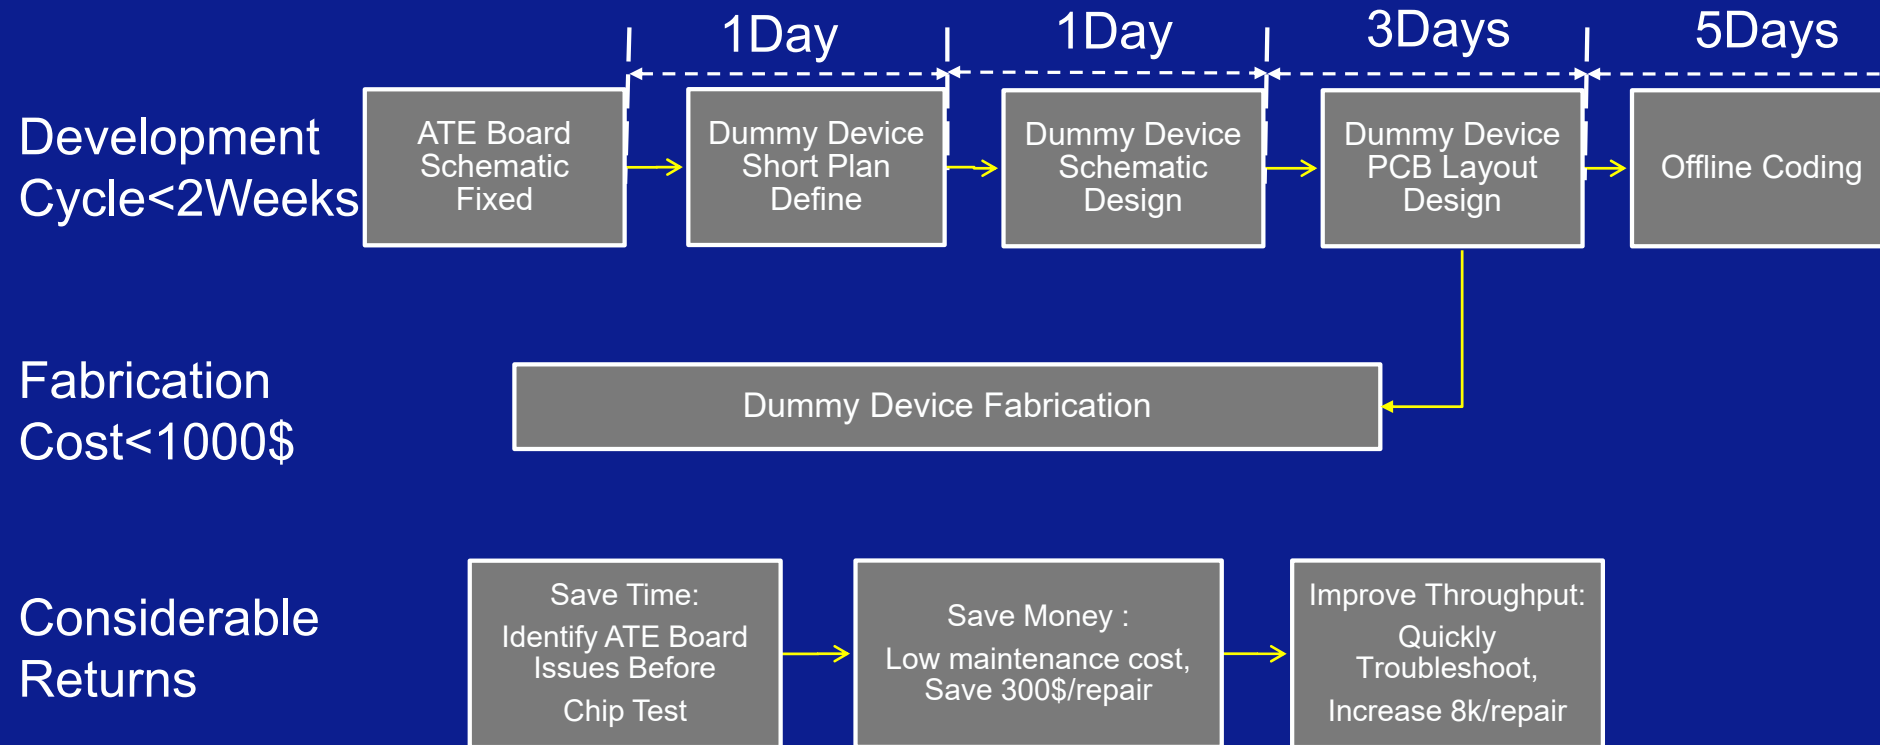 1Day
1Day
3Days
5Days
Development
Cycle<2Weeks
ATE Board
Schematic
Fixed
Dummy Device
Short Plan
Define
Dummy Device
Schematic
Design
Dummy Device
PCB Layout
Design
Offline Coding
Fabrication
Cost<1000$
Dummy Device Fabrication
Considerable
Returns
Save Time:
Identify ATE Board
Issues Before
Chip Test
Save Money :
Low maintenance cost,
Save 300$/repair
Improve Throughput:
Quickly
Troubleshoot,
Increase 8k/repair